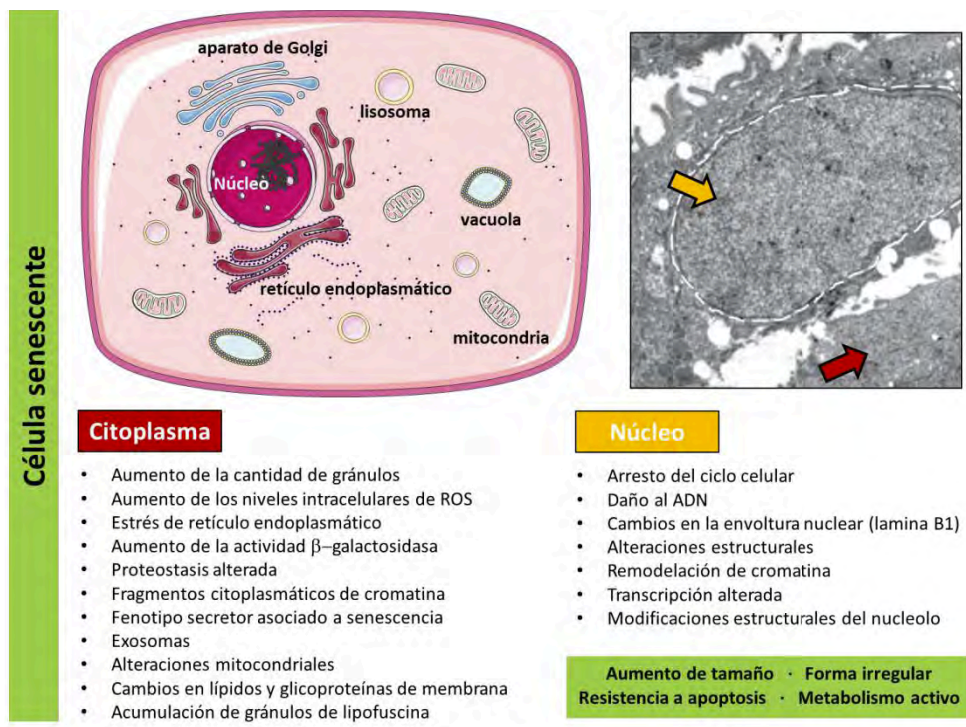 Célula senescente
aparato de Golgi
lisosoma
Núcleo
vacuola
retículo endoplasmático
mitocondria
Citoplasma
• Aumento de la cantidad de gránulos
• Aumento de los niveles intracelulares de ROS
• Estrés de retículo endoplasmático
• Aumento de la actividad β–galactosidasa
• Proteostasis alterada
• Fragmentos citoplasmáticos de cromatina
• Fenotipo secretor asociado a senescencia
• Exosomas
• Alteraciones mitocondriales
• Cambios en lípidos y glicoproteínas de membrana
• Acumulación de gránulos de lipofuscina
Núcleo
• Arresto del ciclo celular
• Daño al ADN
• Cambios en la envoltura nuclear (lamina B1)
• Alteraciones estructurales
• Remodelación de cromatina
• Transcripción alterada
• Modificaciones estructurales del nucleolo
Aumento de tamaño · Forma irregular
Resistencia a apoptosis · Metabolismo activo